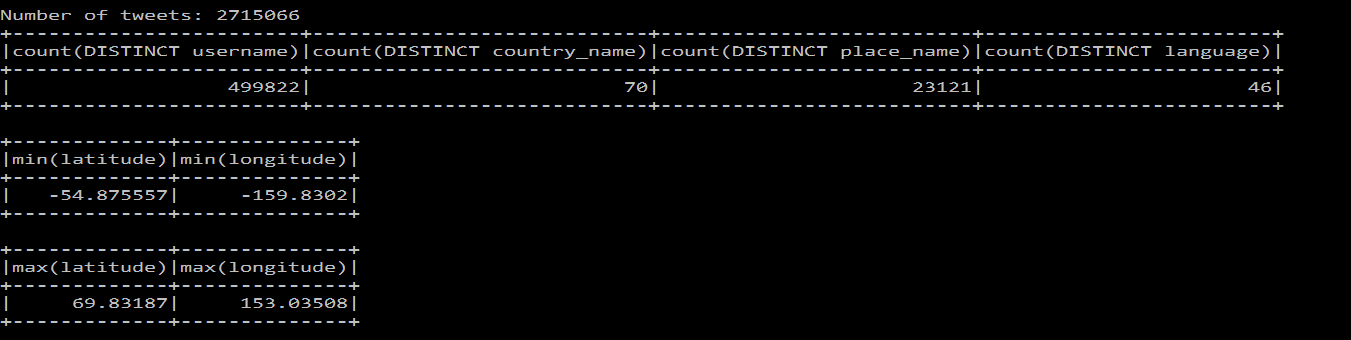 Number of tweets: 2715066
+------------------------+----------------------------+--------------------------+------------------------+
|count(DISTINCT username)|count(DISTINCT country_name)|count(DISTINCT place_name)|count(DISTINCT language)|
+------------------------+----------------------------+--------------------------+------------------------+
|                  499822|                          70|                     23121|                      46|
+------------------------+----------------------------+--------------------------+------------------------+
+-------------+--------------+
|min(latitude)|min(longitude)|
+-------------+--------------+
|   -54.875557|     -159.8302|
+-------------+--------------+
+-------------+--------------+
|max(latitude)|max(longitude)|
+-------------+--------------+
|     69.83187|     153.03508|
+-------------+--------------+